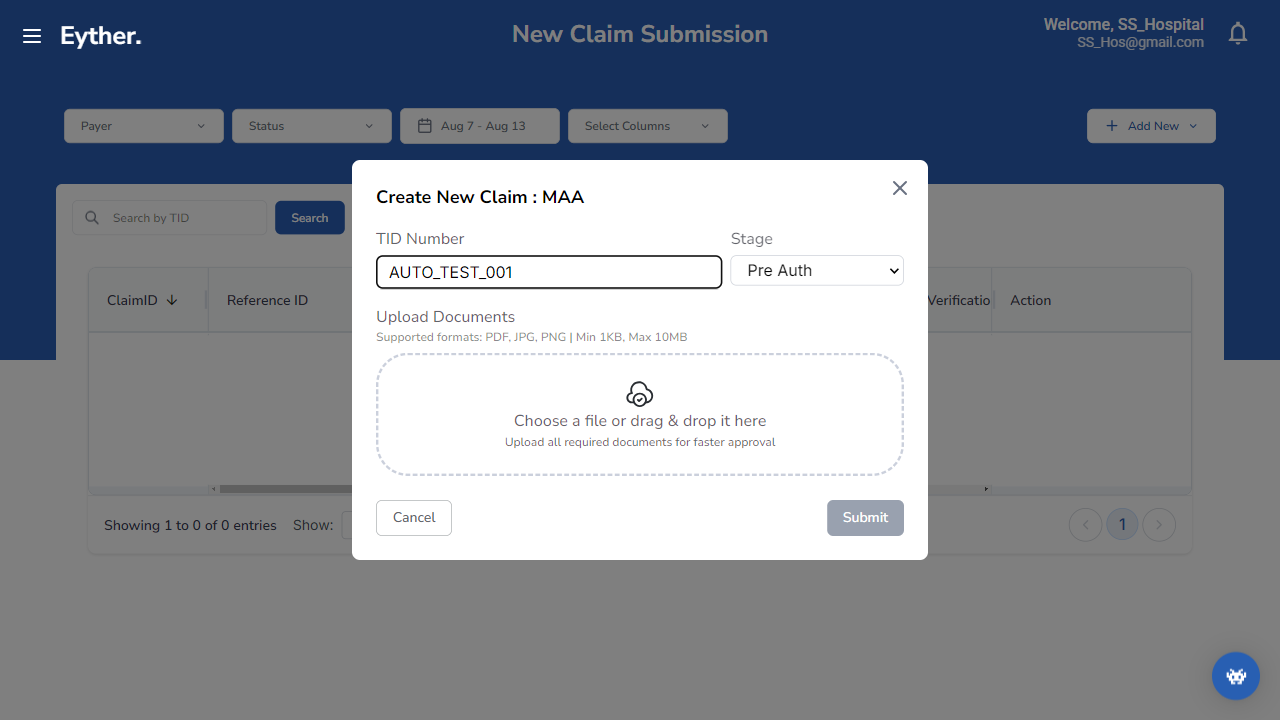 Eyther.
New Claim Submission
Welcome, SS_Hospital
SS_Hos@gmail.com
Payer
Status
Aug 7 - Aug 13
Select Columns
Add New
Search by TID
Search
ClaimID
Reference ID
Verificatio
Action
Create New Claim : MAA
TID Number
Stage
AUTO_TEST_001
Pre Auth
Upload Documents
Supported formats: PDF, JPG, PNG | Min 1KB, Max 10MB
Choose a file or drag & drop it here
Upload all required documents for faster approval
Cancel
Submit
Showing 1 to 0 of 0 entries
Show:
1